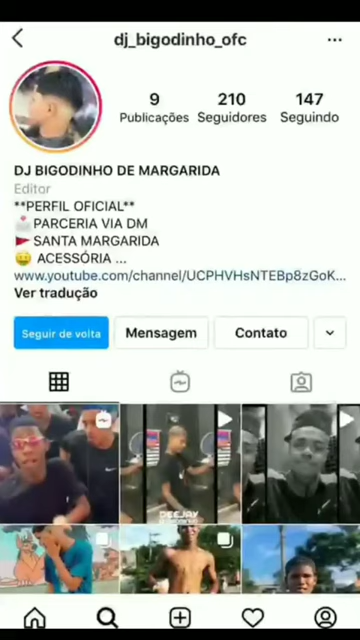 dj_bigodinho_ofc
9 210 147
Publicações Seguidores Seguindo
DJ BIGODINHO DE MARGARIDA
Editor
**PERFIL OFICIAL**
PARCERIA VIA DM
SANTA MARGARIDA
ACESSÓRIA ...
www.youtube.com/channel/UCPHVHsNTEBp8zGoK...
Ver tradução
Seguir de volta Mensagem Contato
DEEJAY